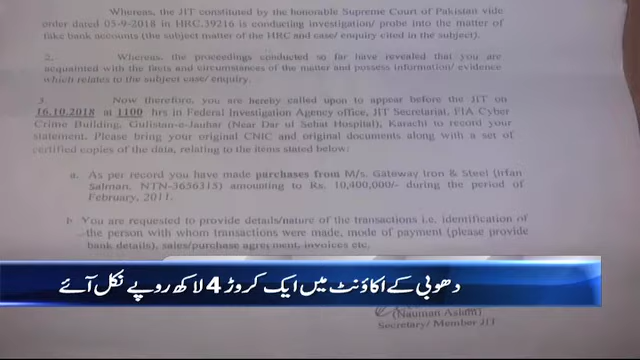 Whereas, the JIT constituted by the honorable Supreme Court of Pakistan vide
order dated 05-9-2018 in HRC.39216 is conducting investigation/ probe into the matter of
fake bank accounts (the subject matter of the HRC and case/ enquiry cited in the subject).
2. Whereas, the proceedings conducted so far have revealed that you are
acquainted with the facts and circumstances of the matter and possess information/ evidence
which relates to the subject case/ enquiry.
3. Now therefore, you are hereby called upon to appear before the JIT on
16.10.2018 at 1100 hrs in Federal Investigation Agency office, JIT Secretariat, FIA Cyber
Crime Building, Gulistan-e-Jauhar (Near Dar ul Sehat Hospital), Karachi to record your
statement. Please bring your original CNIC and original documents along with a set of
certified copies of the data, relating to the items stated below:
a. As per record you have made purchases from M/s. Gateway Iron & Steel (Irfan
Salman, NTN-3656315) amounting to Rs. 10,400,000/- during the period of
February, 2011.
b. You are requested to provide details/nature of the transactions i.e. identification of
the person with whom transactions were made, mode of payment (please provide
bank details), sales/purchase agreement, invoices etc.
دھوبی کے اکاؤنٹ میں ایک کروڑ 4 لاکھ روپے نکل آئے
(Nauman Aslam)
Secretary/ Member JIT